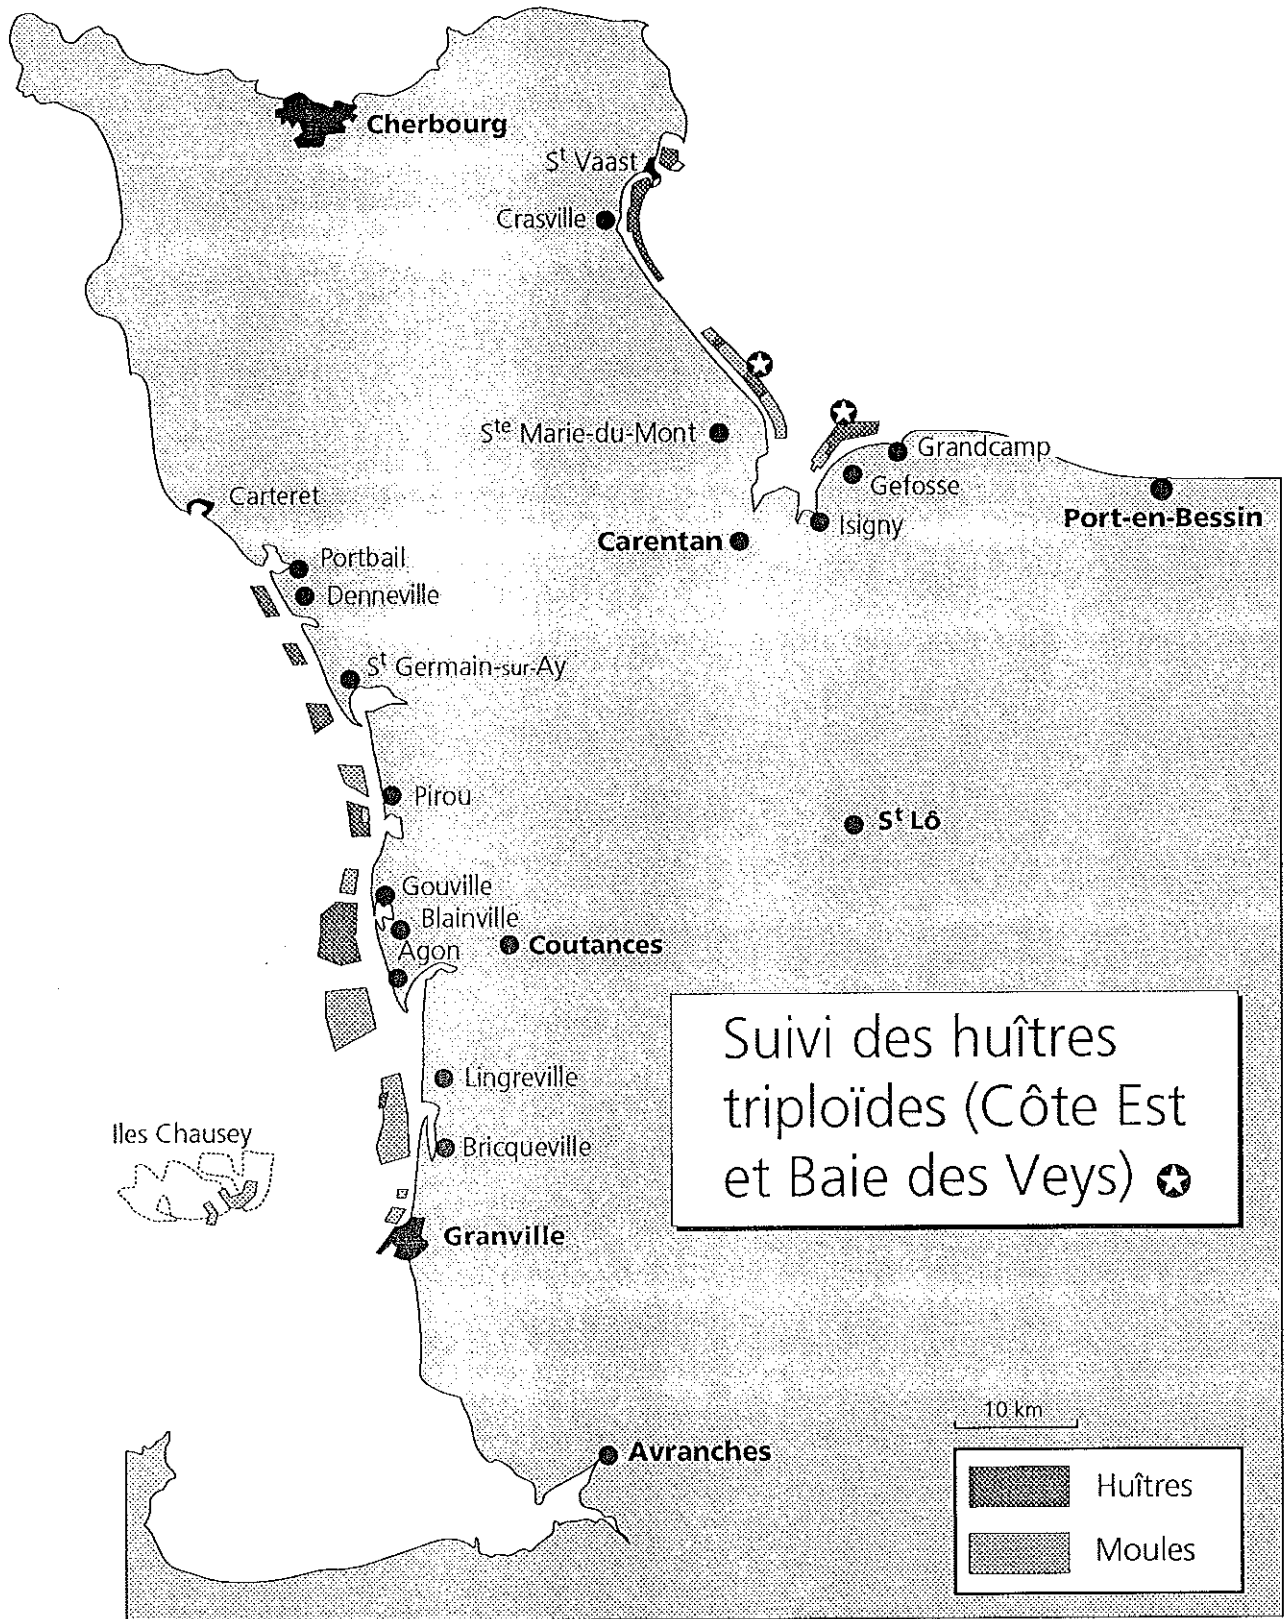 Cherbourg
St Vaast
Crasville
Ste Marie-du-Mont
Grandcamp
Gefosse
Carteret
Isigny
Port-en-Bessin
Carentan
Portbail
Denneville
St Germain-sur-Ay
Pirou
St Lô
Gouville
Blainville
Agon
Coutances
Suivi des huîtres
triploïdes (Côte Est
et Baie des Veys)
Lingreville
Iles Chausey
Bricqueville
Granville
10 km
Avranches
Huîtres
Moules